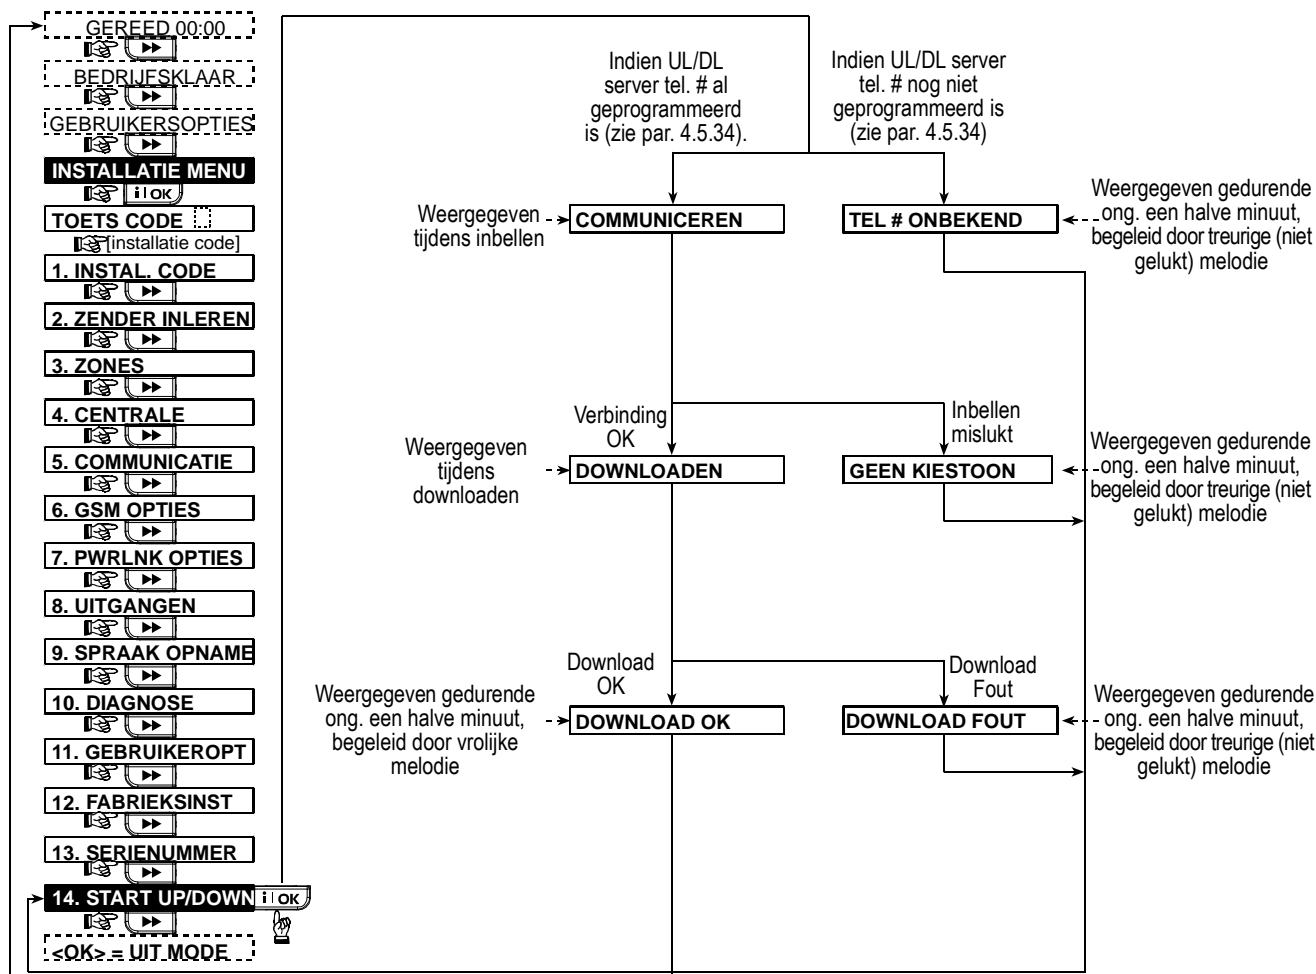 GEREED 00:00
BEDRIJFSKLAAR
GEBRUIKERSOPTIES
INSTALLATIE MENU
i I OK
TOETS CODE
[installatie code]
1. INSTAL. CODE
2. ZENDER INLEREN
3. ZONES
4. CENTRALE
5. COMMUNICATIE
6. GSM OPTIES
7. PWRLNK OPTIES
8. UITGANGEN
9. SPRAAK OPNAME
10. DIAGNOSE
11. GEBRUIKEROPT
12. FABRIEKSINST
13. SERIENUMMER
14. START UP/DOWN
i I OK
<OK> = UIT MODE
Indien UL/DL
server tel. # al
geprogrammeerd
is (zie par. 4.5.34).
Indien UL/DL server
tel. # nog niet
geprogrammeerd is
(zie par. 4.5.34)
Weergegeven
tijdens inbellen
COMMUNICEREN
TEL # ONBEKEND
Weergegeven gedurende
ong. een halve minuut,
begeleid door treurige (niet
gelukt) melodie
Verbinding
OK
Inbellen
mislukt
Weergegeven
tijdens
downloaden
DOWNLOADEN
GEEN KIESTOON
Weergegeven gedurende
ong. een halve minuut,
begeleid door treurige (niet
gelukt) melodie
Download
OK
Download
Fout
Weergegeven gedurende
ong. een halve minuut,
begeleid door vrolijke
melodie
DOWNLOAD OK
DOWNLOAD FOUT
Weergegeven gedurende
ong. een halve minuut,
begeleid door treurige (niet
gelukt) melodie